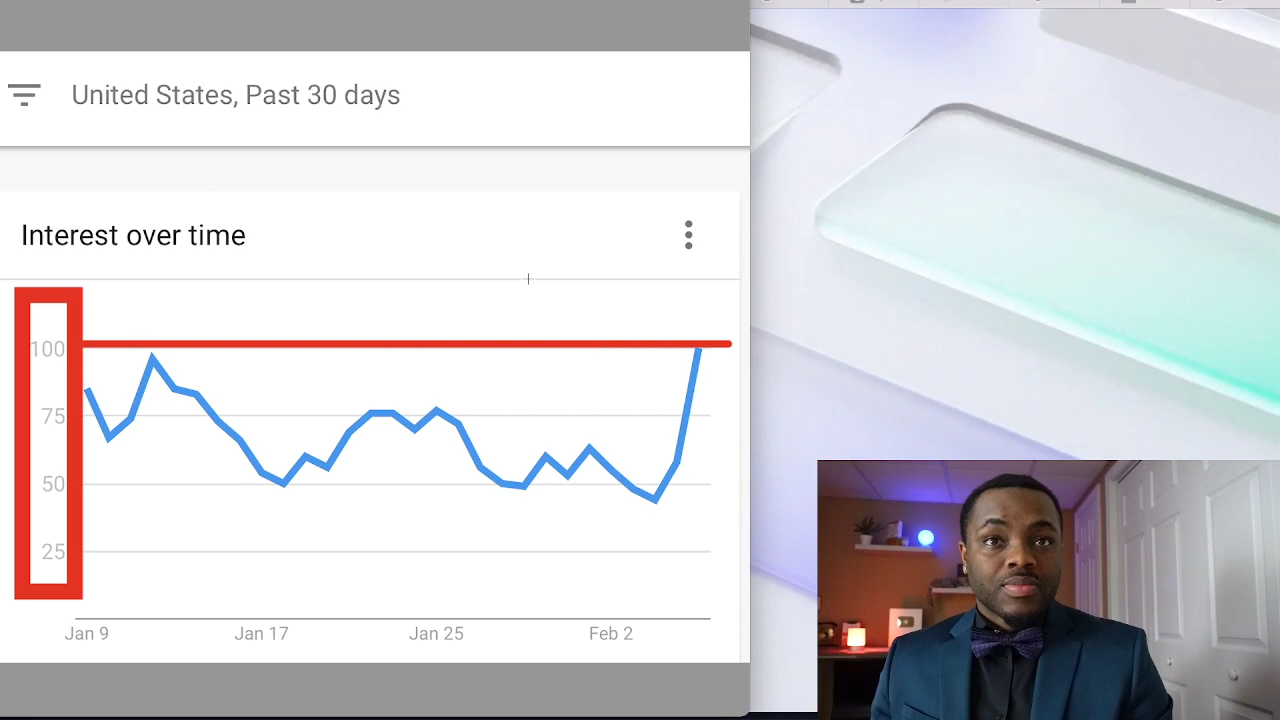 United States, Past 30 days
Interest over time
100
75
50
25
Jan 9 Jan 17 Jan 25 Feb 2